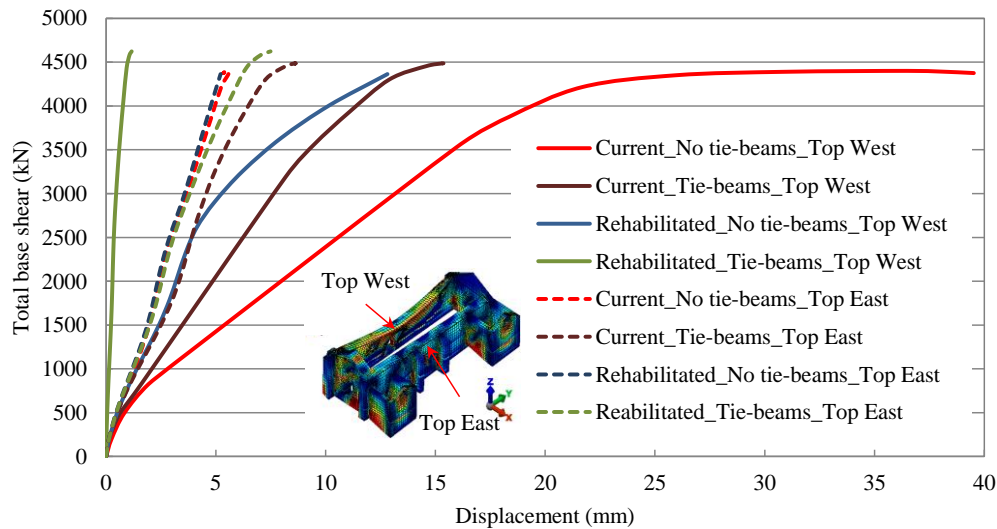 5000
4500
4000
3500
3000
2500
2000
1500
1000
500
0
Total base shear (kN)
0 5 10 15 20 25 30 35 40
Displacement (mm)
Current_No tie-beams_Top West
Current_Tie-beams_Top West
Rehabilitated_No tie-beams_Top West
Rehabilitated_Tie-beams_Top West
Current_No tie-beams_Top East
Current_Tie-beams_Top East
Rehabilitated_No tie-beams_Top East
Reabilitated_Tie-beams_Top East
Top West
Top East
Z
Y
X